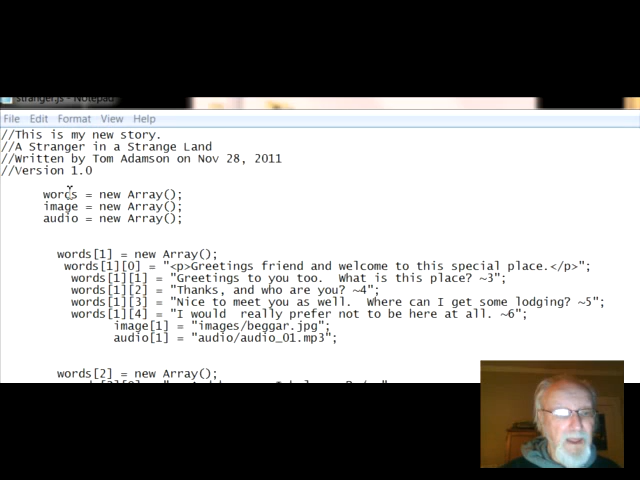 stranger.js - Notepad
File Edit Format View Help
//This is my new story.
//A Stranger in a Strange Land
//Written by Tom Adamson on Nov 28, 2011
//Version 1.0
words = new Array();
image = new Array();
audio = new Array();
words[1] = new Array();
words[1][0] = "<p>Greetings friend and welcome to this special place.</p>";
words[1][1] = "Greetings to you too.  What is this place? ~3";
words[1][2] = "Thanks, and who are you? ~4";
words[1][3] = "Nice to meet you as well.  Where can I get some lodging? ~5";
words[1][4] = "I would  really prefer not to be here at all. ~6";
image[1] = "images/beggar.jpg";
audio[1] = "audio/audio_01.mp3";
words[2] = new Array();